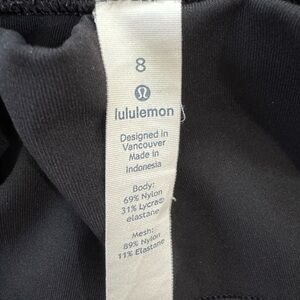 8
lululemon
Designed in
Vancouver
Made in
Indonesia
Body:
69% Nylon
31% Lycra®
elastane
Mesh:
89% Nylon
11% Elastane